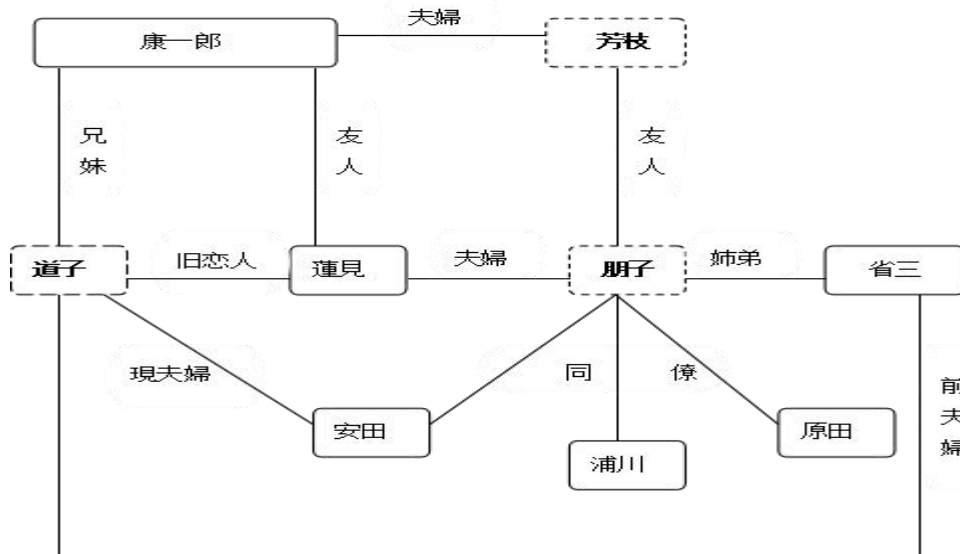 夫婦
康一郎
芳枝
兄妹
友人
友人
道子
旧恋人
蓮見
夫婦
朋子
姉弟
省三
現夫婦
同僚
前夫婦
安田
浦川
原田